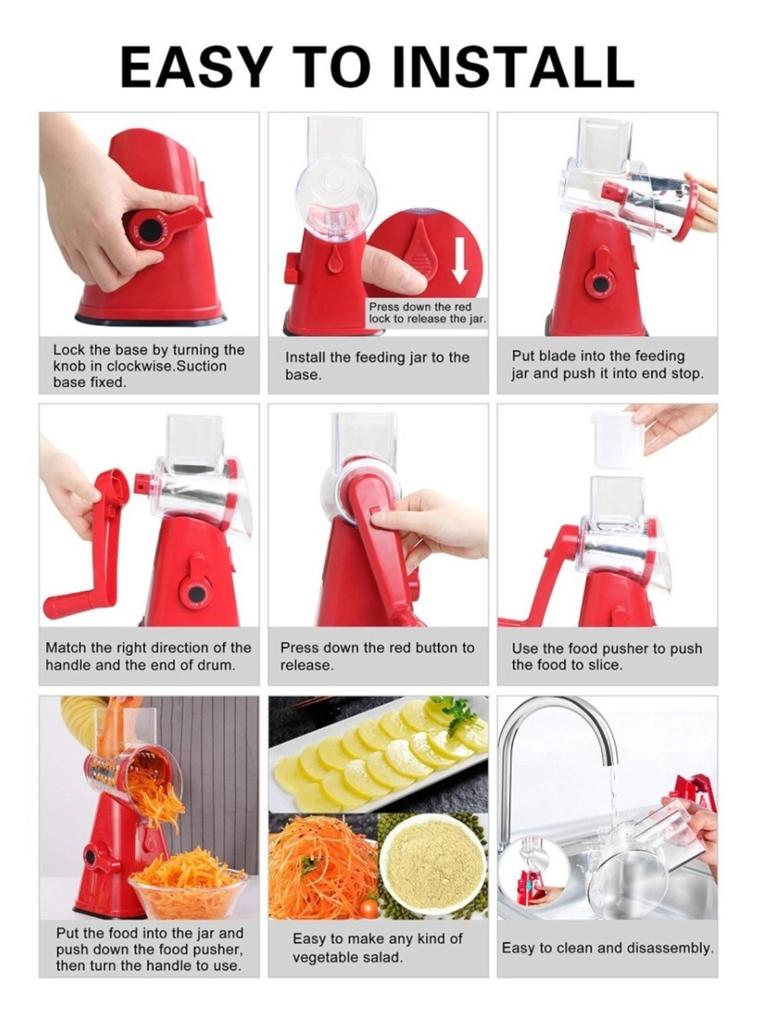 EASY TO INSTALL
Press down the red
lock to release the jar.
Lock the base by turning the
knob in clockwise.Suction
base fixed.
Install the feeding jar to the
base.
Put blade into the feeding
jar and push it into end stop.
Match the right direction of the
handle and the end of drum.
Press down the red button to
release.
Use the food pusher to push
the food to slice.
Put the food into the jar and
push down the food pusher,
then turn the handle to use.
Easy to make any kind of
vegetable salad.
Easy to clean and disassembly.